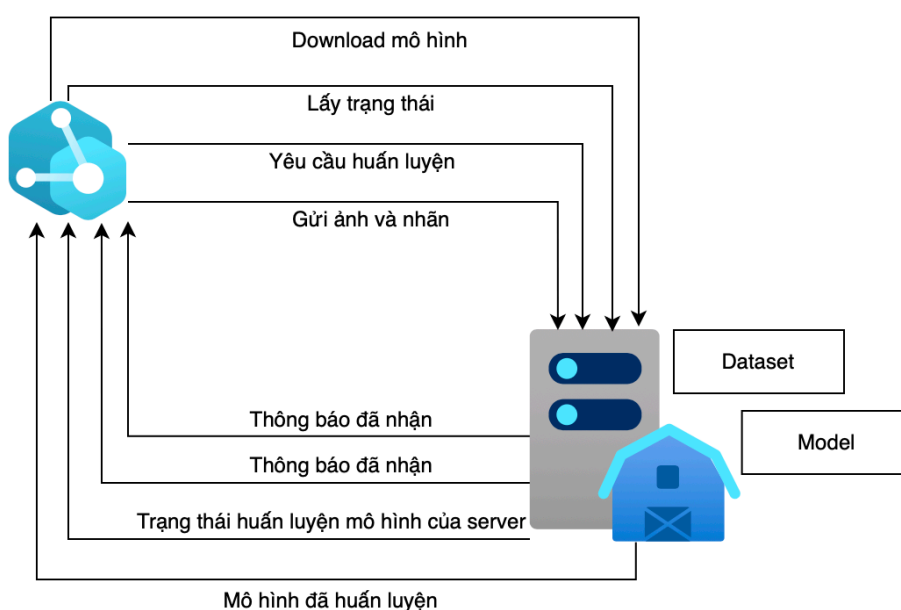 Download mô hình
Lấy trạng thái
Yêu cầu huấn luyện
Gửi ảnh và nhãn
Dataset
Thông báo đã nhận
Model
Thông báo đã nhận
Trạng thái huấn luyện mô hình của server
Mô hình đã huấn luyện